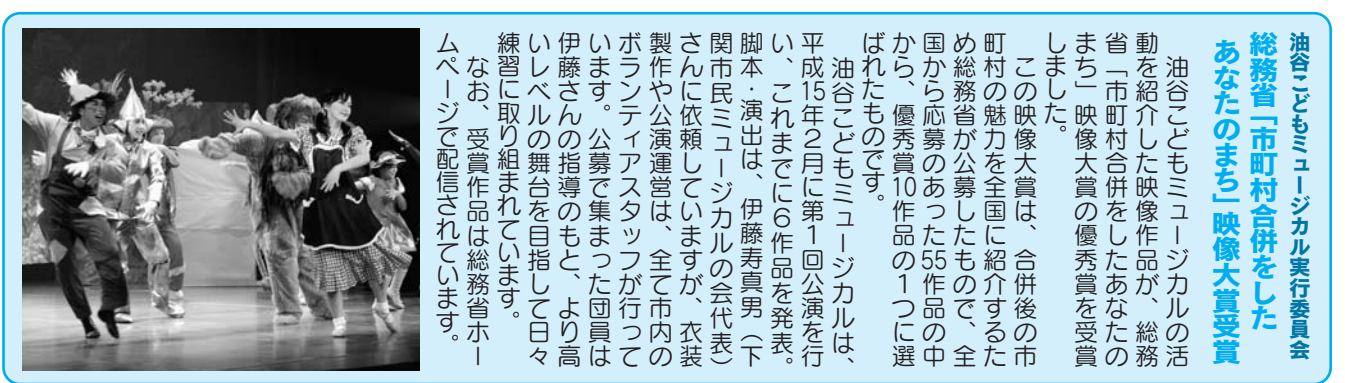 油谷こどもミュージカル実行委員会
総務省「市町村合併をした
あなたのまち」映像大賞受賞
　油谷こどもミュージカルの活
動を紹介した映像作品が、総務
省「市町村合併をしたあなたの
まち」映像大賞の優秀賞を受賞
しました。
　この映像大賞は、合併後の市
町村の魅力を全国に紹介するた
め総務省が公募したもので、全
国から応募のあった55作品の中
から、優秀賞10作品の１つに選
ばれたものです。
　油谷こどもミュージカルは、
平成15年２月に第１回公演を行
い、これまでに６作品を発表。
脚本・演出は、伊藤寿真男（下
関市民ミュージカルの会代表）
さんに依頼していますが、衣装
製作や公演運営は、全て市内の
ボランティアスタッフが行って
います。公募で集まった団員は
伊藤さんの指導のもと、より高
いレベルの舞台を目指して日々
練習に取り組まれています。
　なお、受賞作品は総務省ホー
ムページで配信されています。